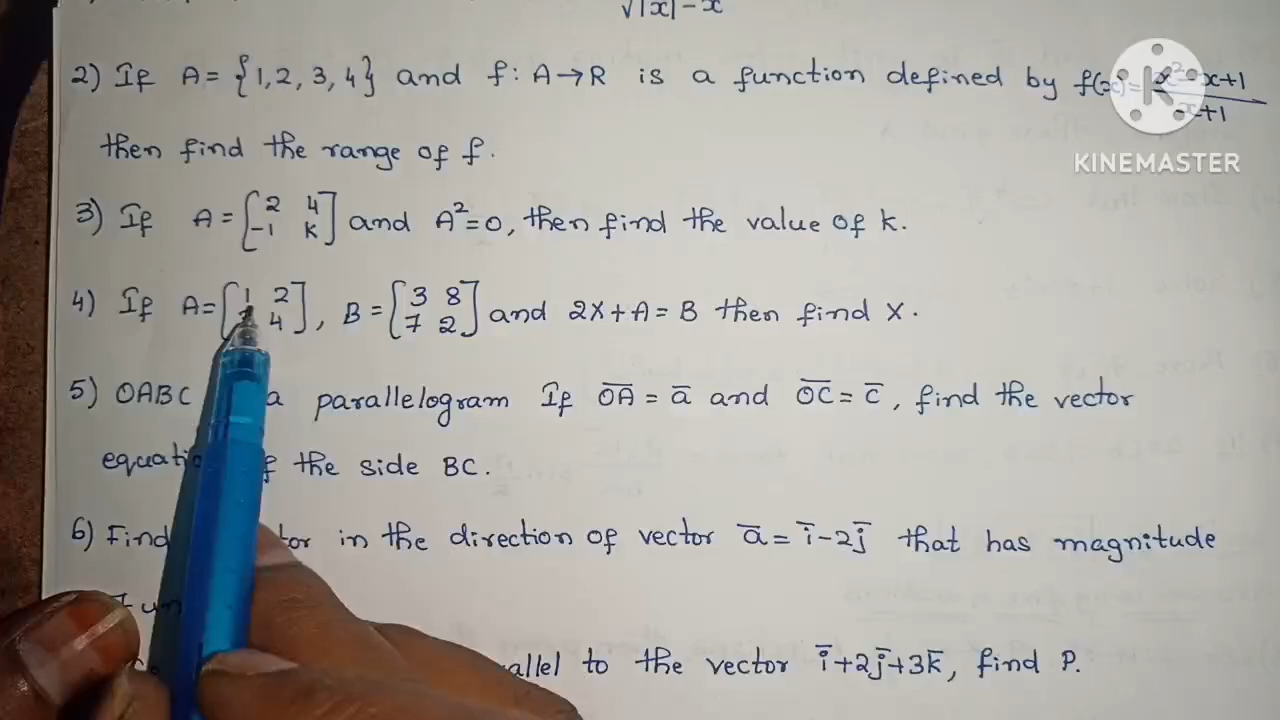 √|x|-x
2) If A = {1, 2, 3, 4} and f: A→R is a function defined by f(x) = x²-x+1 / x+1
KINEMASTER
then find the range of f.
3) If A = [2 4 -1 k] and A²=0, then find the value of k.
4) If A = [1 2 4], B = [3 8 7 2] and 2X+A = B then find X.
5) OABC a parallelogram If O̅A̅ = a̅ and O̅C̅ = c̅, find the vector
the side BC.
6) Find in the direction of vector a̅ = i̅-2j̅ that has magnitude
to the vector i̅+2j̅+3k̅, find P.